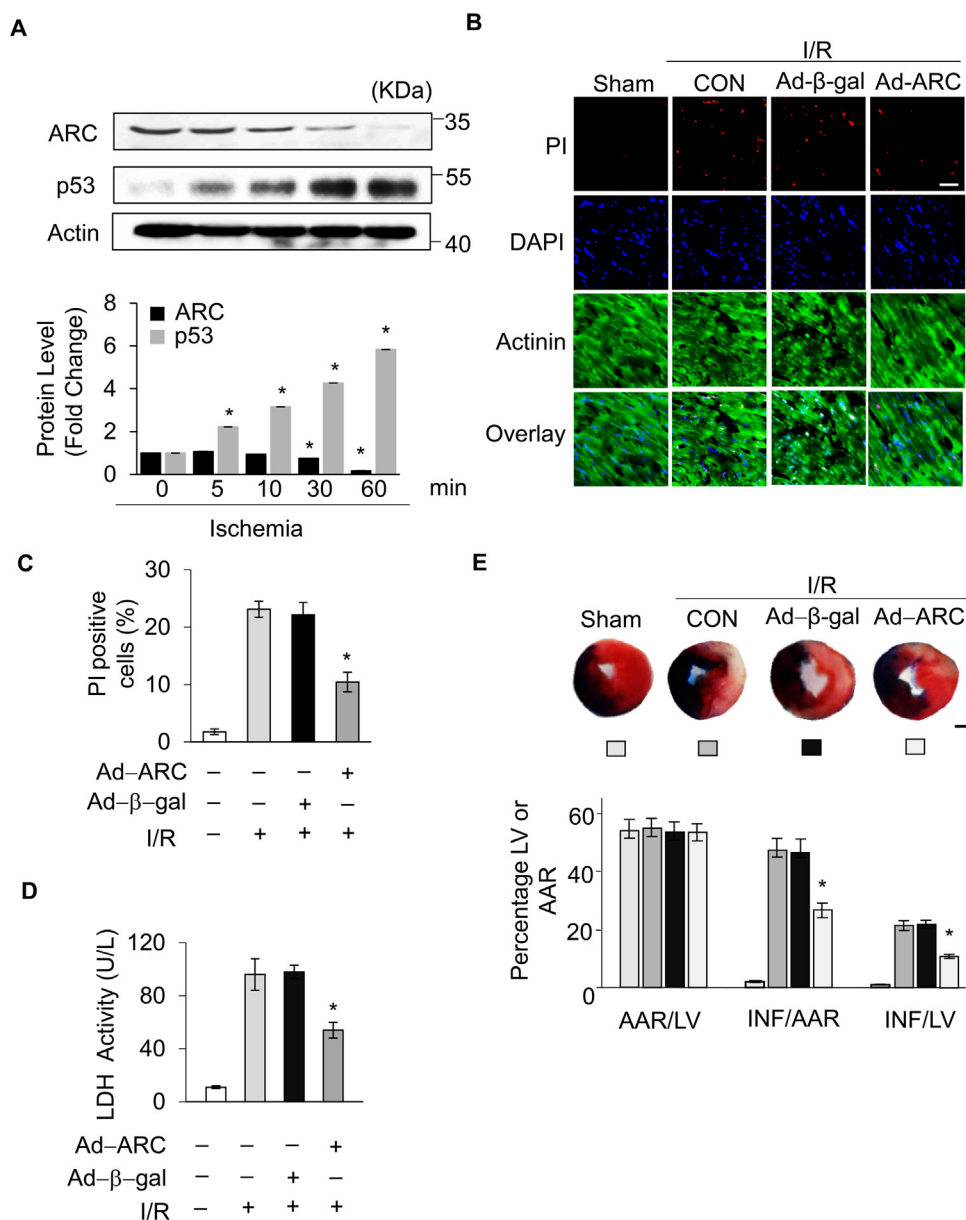 A
(KDa)
ARC
35
p53
55
Actin
40
Protein Level
(Fold Change)
8
6
4
2
0
ARC
p53
* * * * * *
0 5 10 30 60 min
Ischemia
B
I/R
Sham CON Ad-β-gal Ad-ARC
PI
DAPI
Actinin
Overlay
C
PI positive
cells (%)
30
20
10
0
*
Ad–ARC – – – +
Ad–β–gal – – + –
I/R – + + +
D
LDH Activity (U/L)
120
80
40
0
*
Ad–ARC – – – +
Ad–β–gal – – + –
I/R – + + +
E
I/R
Sham CON Ad–β–gal Ad–ARC
Percentage LV or
AAR
60
40
20
0
* *
AAR/LV INF/AAR INF/LV